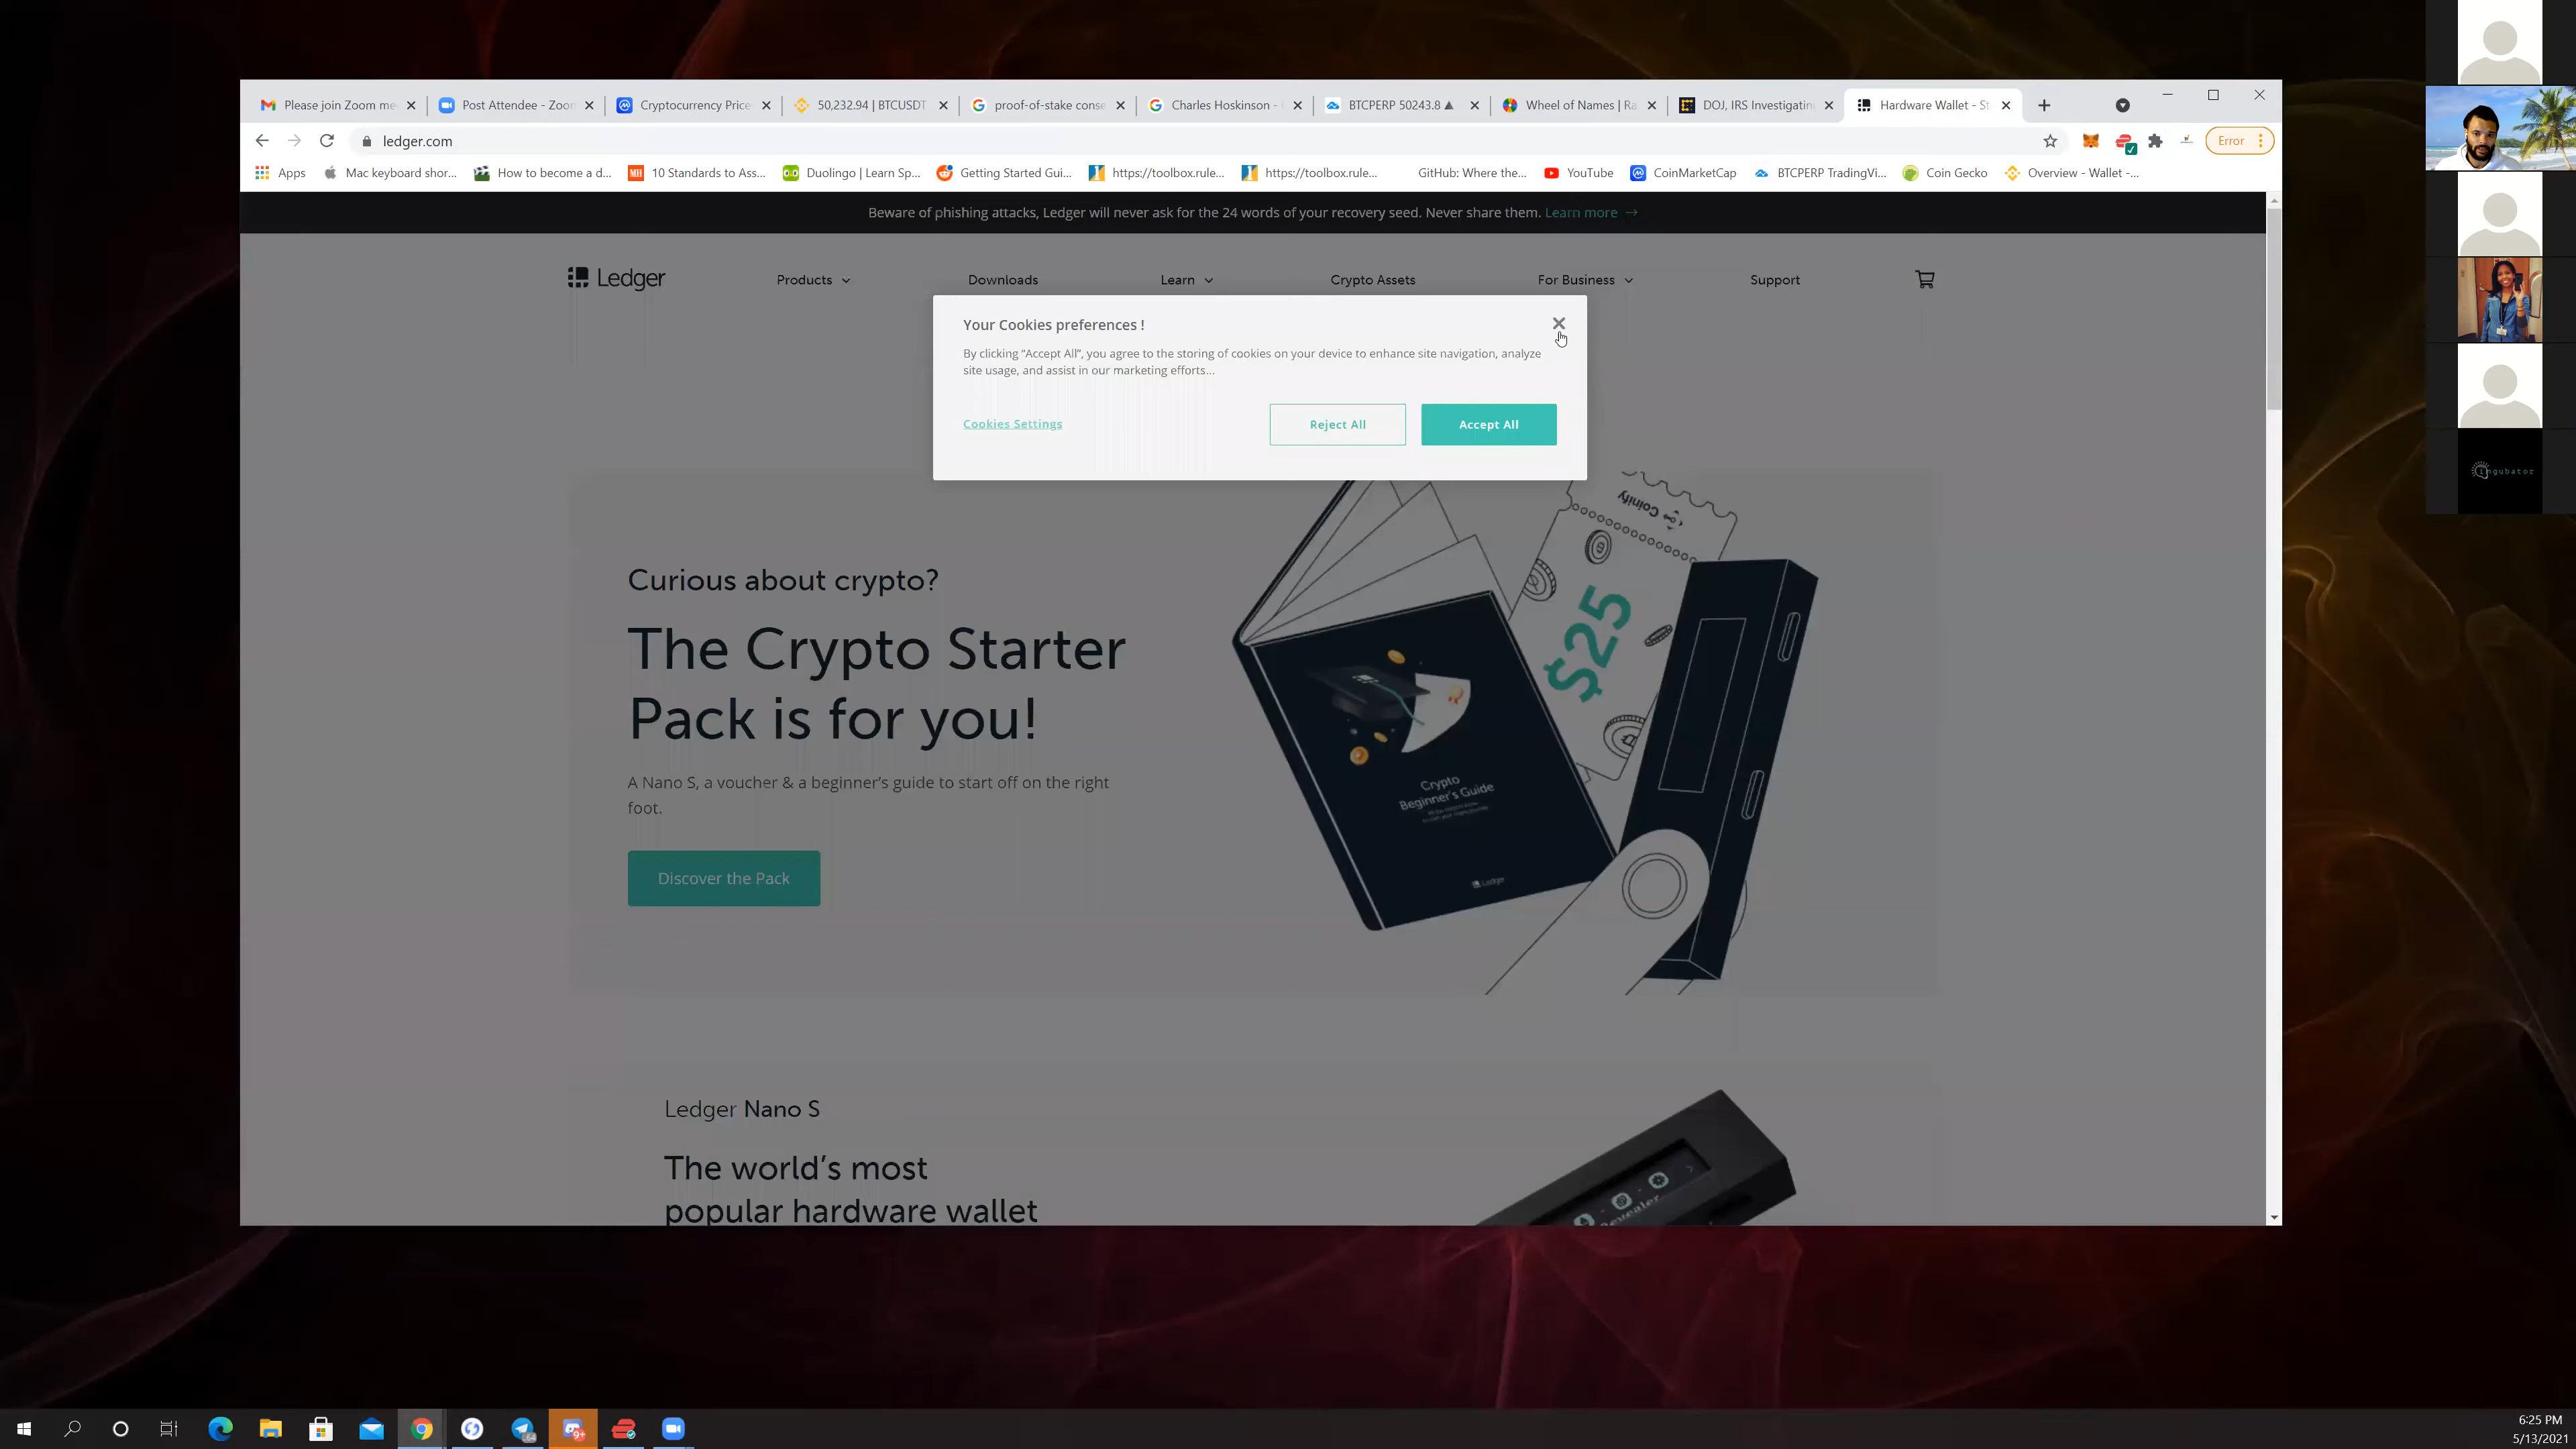 Please join Zoom me
Post Attendee - Zoom
Cryptocurrency Price
50,232.94 | BTCUSDT
proof-of-stake conse
Charles Hoskinson -
BTCPERP 50243.8 ▲
Wheel of Names | Ra
DOJ, IRS Investigatin
Hardware Wallet - St
ledger.com
Error
Apps
Mac keyboard shor...
How to become a d...
10 Standards to Ass...
Duolingo | Learn Sp...
Getting Started Gui...
https://toolbox.rule...
https://toolbox.rule...
GitHub: Where the...
YouTube
CoinMarketCap
BTCPERP TradingVi...
Coin Gecko
Overview - Wallet -...
Beware of phishing attacks, Ledger will never ask for the 24 words of your recovery seed. Never share them. Learn more →
Ledger
Products
Downloads
Learn
Crypto Assets
For Business
Support
Your Cookies preferences !
By clicking “Accept All”, you agree to the storing of cookies on your device to enhance site navigation, analyze
site usage, and assist in our marketing efforts...
Cookies Settings
Reject All
Accept All
Curious about crypto?
The Crypto Starter
Pack is for you!
A Nano S, a voucher & a beginner’s guide to start off on the right
foot.
Discover the Pack
Coinify
$25
Crypto
Beginner's Guide
Ledger
Ledger Nano S
The world’s most
popular hardware wallet
ingubator
9+
6:25 PM
5/13/2021